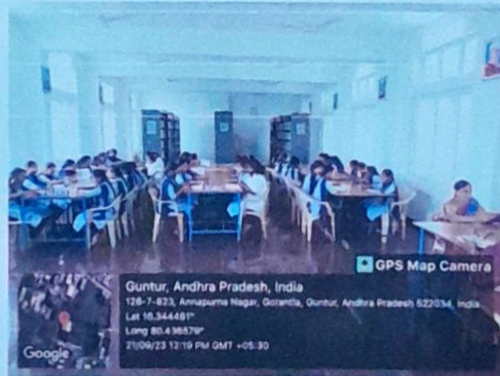 GPS Map Camera
Guntur, Andhra Pradesh, India
126-7-823, Annapurna Nagar, Gorantla, Guntur, Andhra Pradesh 522034, India
Lat 16.344481°
Long 80.436579°
21/09/23 12:19 PM GMT +05:30
Google